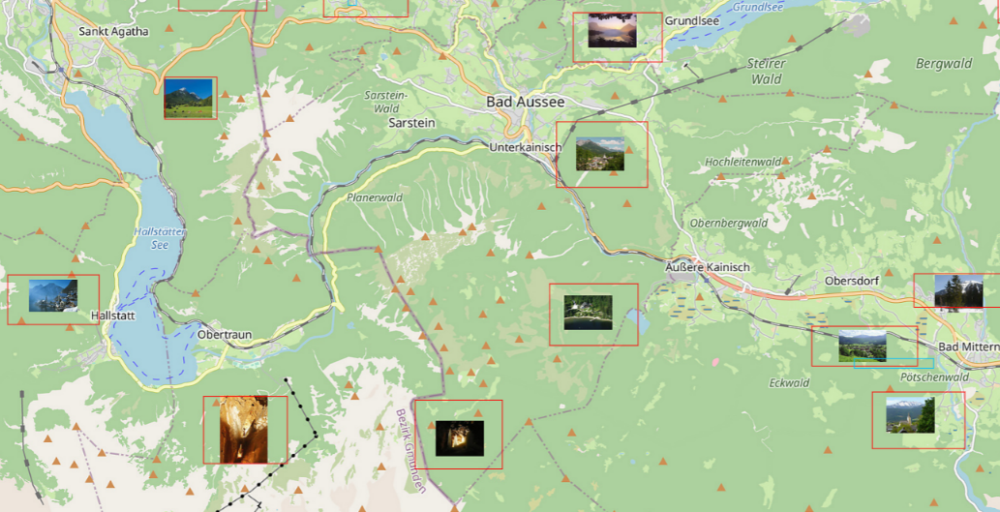 Grundlsee
Sankt Agatha
Grundlsee
Steirer
Wald
Bergwald
Sarstein-
Wald
Bad Aussee
Sarstein
Unterkainisch
Hochleitenwald
Planerwald
Obernbergwald
Hallstätter
See
Äußere Kainisch
Obersdorf
Hallstatt
Obertraun
Bad Mittern
Eckwald
Pötschenwald
Bezirk Gmunden